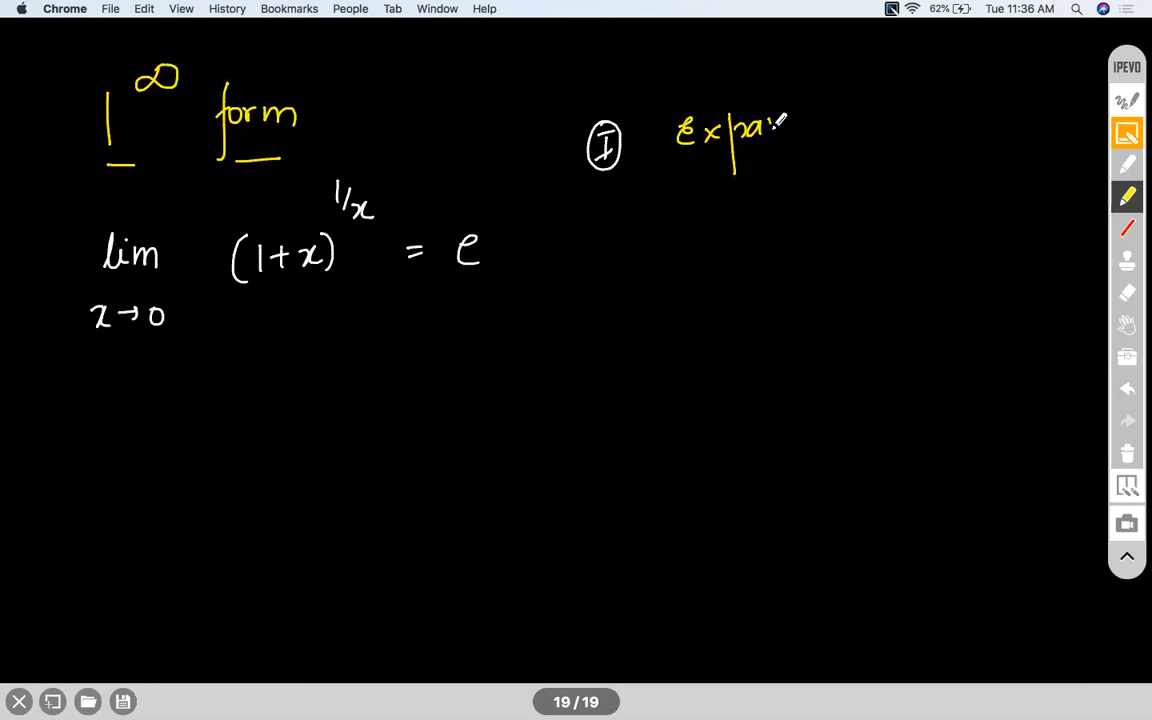 Chrome File Edit View History Bookmarks People Tab Window Help 62% Tue 11:36 AM
IPEVO
1^∞ form
I Expan
lim (1+x)^1/x = e
x→0
19 / 19